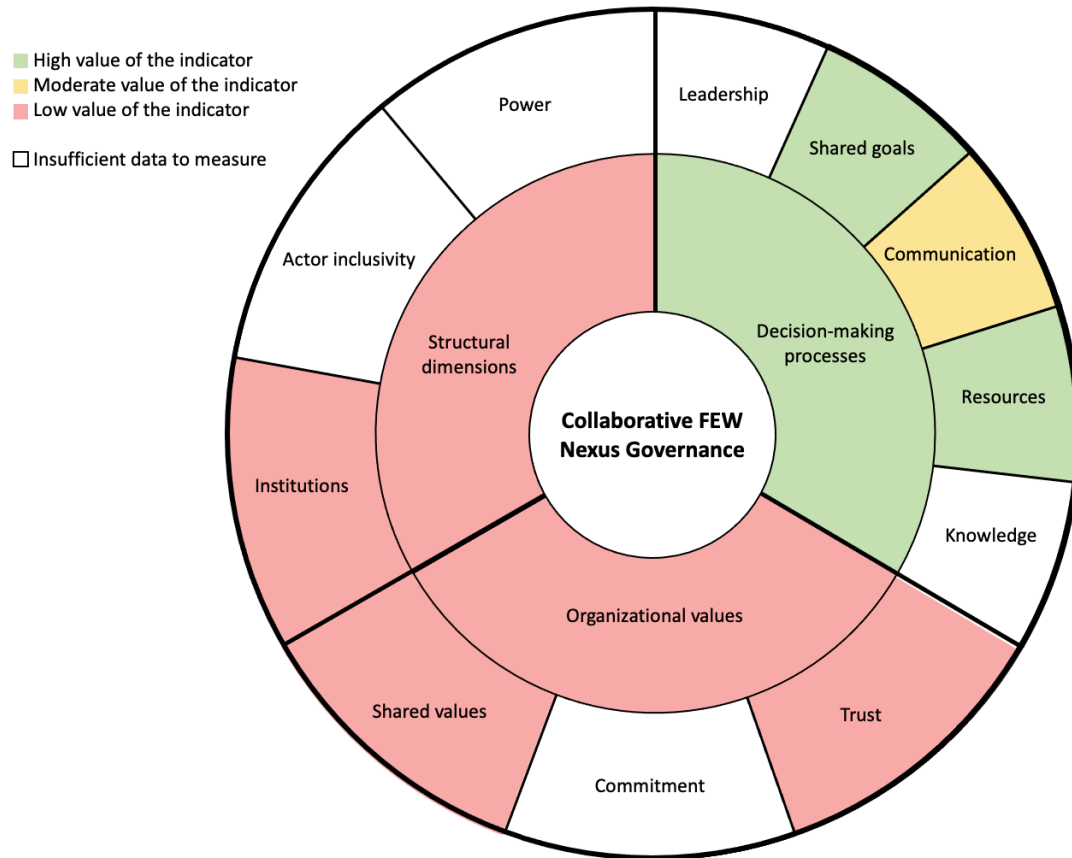 High value of the indicator
Moderate value of the indicator
Low value of the indicator
Insufficient data to measure
Power
Leadership
Shared goals
Actor inclusivity
Communication
Structural
dimensions
Decision-making
processes
Resources
Collaborative FEW
Nexus Governance
Institutions
Knowledge
Organizational values
Shared values
Trust
Commitment